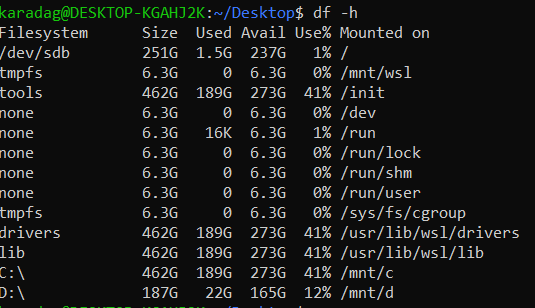 karadag@DESKTOP-KGAHJ2K:~/Desktop$ df -h
Filesystem      Size  Used Avail Use% Mounted on
/dev/sdb        251G  1.5G  237G   1% /
tmpfs           6.3G     0  6.3G   0% /mnt/wsl
tools           462G  189G  273G  41% /init
none            6.3G     0  6.3G   0% /dev
none            6.3G   16K  6.3G   1% /run
none            6.3G     0  6.3G   0% /run/lock
none            6.3G     0  6.3G   0% /run/shm
none            6.3G     0  6.3G   0% /run/user
tmpfs           6.3G     0  6.3G   0% /sys/fs/cgroup
drivers         462G  189G  273G  41% /usr/lib/wsl/drivers
lib             462G  189G  273G  41% /usr/lib/wsl/lib
C:\             462G  189G  273G  41% /mnt/c
D:\             187G   22G  165G  12% /mnt/d